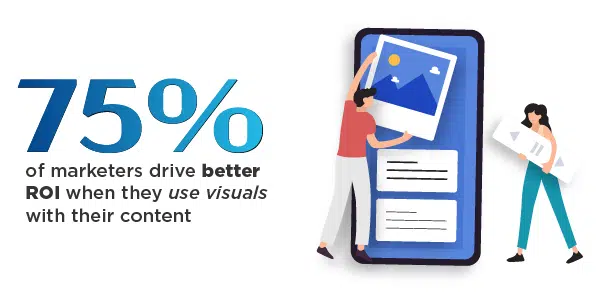 75%
of marketers drive better
ROI when they use visuals
with their content